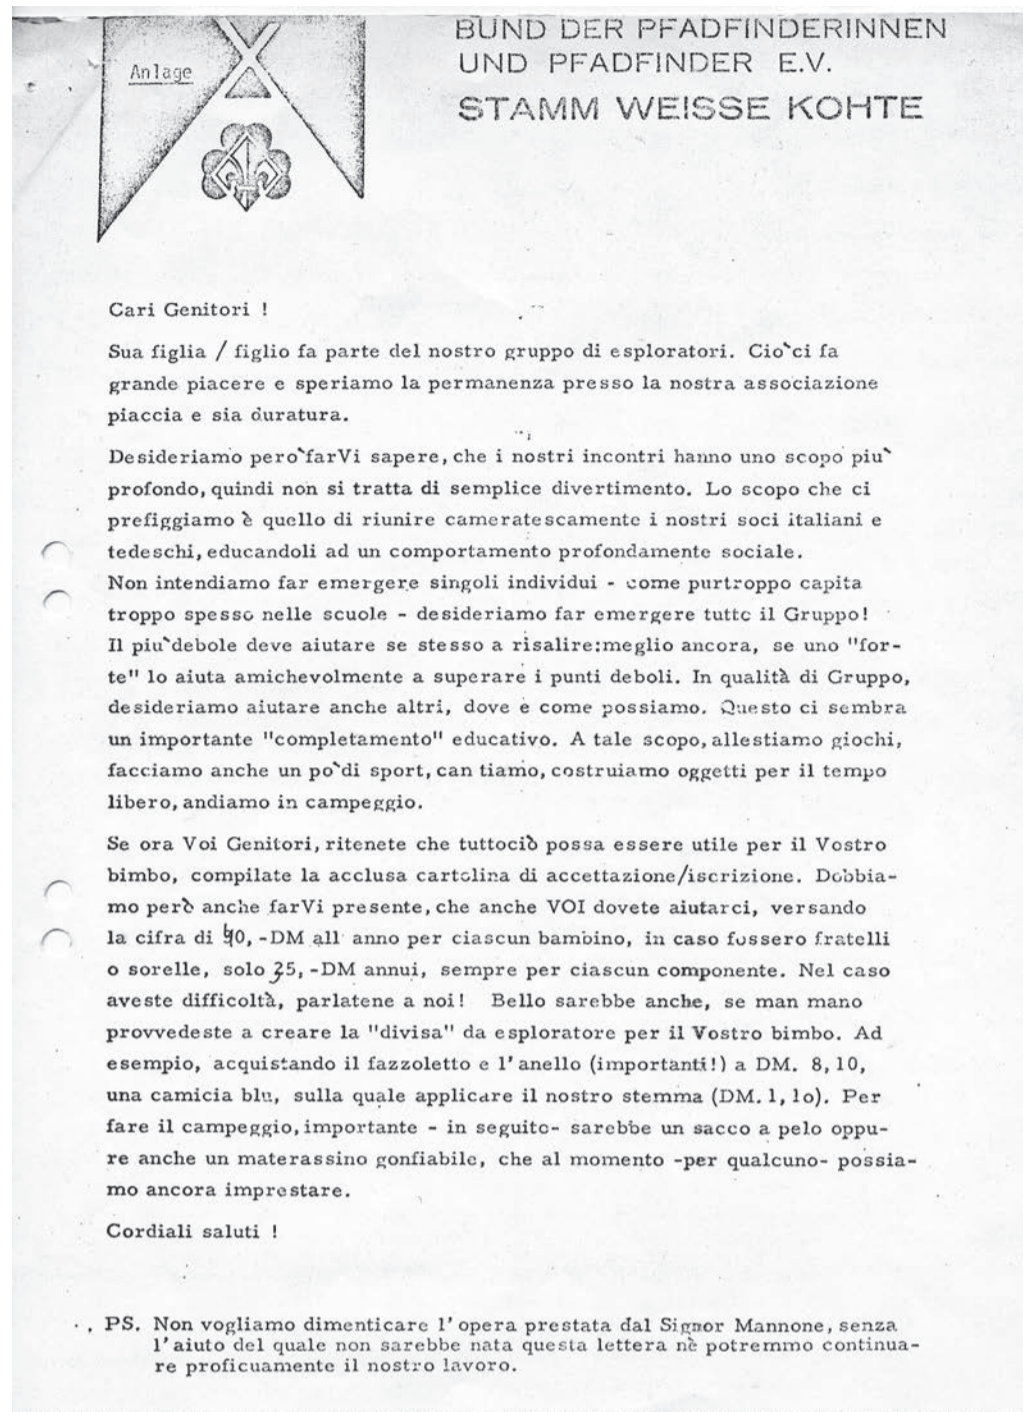 Anlage
BUND DER PFADFINDERINNEN
UND PFADFINDER E.V.
STAMM WEISSE KOHTE
Cari Genitori !
Sua figlia / figlio fa parte del nostro gruppo di esploratori. Cio`ci fa
grande piacere e speriamo la permanenza presso la nostra associazione
piaccia e sia duratura.
Desideriamo pero`farVi sapere, che i nostri incontri hanno uno scopo piu`
profondo, quindi non si tratta di semplice divertimento. Lo scopo che ci
prefiggiamo è quello di riunire cameratescamente i nostri soci italiani e
tedeschi, educandoli ad un comportamento profondamente sociale.
Non intendiamo far emergere singoli individui - come purtroppo capita
troppo spesso nelle scuole - desideriamo far emergere tutto il Gruppo!
Il piu`debole deve aiutare se stesso a risalire:meglio ancora, se uno "for-
te" lo aiuta amichevolmente a superare i punti deboli. In qualità di Gruppo,
desideriamo aiutare anche altri, dove e come possiamo. Questo ci sembra
un importante "completamento" educativo. A tale scopo, allestiamo giochi,
facciamo anche un po`di sport, can tiamo, costruiamo oggetti per il tempo
libero, andiamo in campeggio.
Se ora Voi Genitori, ritenete che tuttociò possa essere utile per il Vostro
bimbo, compilate la acclusa cartolina di accettazione/iscrizione. Dobbia-
mo però anche farVi presente, che anche VOI dovete aiutarci, versando
la cifra di 40, -DM all' anno per ciascun bambino, in caso fossero fratelli
o sorelle, solo 35, -DM annui, sempre per ciascun componente. Nel caso
aveste difficoltà, parlatene a noi! Bello sarebbe anche, se man mano
provvedeste a creare la "divisa" da esploratore per il Vostro bimbo. Ad
esempio, acquistando il fazzoletto e l' anello (importanti!) a DM. 8, 10,
una camicia blu, sulla quale applicare il nostro stemma (DM. 1, 1o). Per
fare il campeggio, importante - in seguito- sarebbe un sacco a pelo oppu-
re anche un materassino gonfiabile, che al momento -per qualcuno- possia-
mo ancora imprestare.
Cordiali saluti !
PS. Non vogliamo dimenticare l' opera prestata dal Signor Mannone, senza
l' aiuto del quale non sarebbe nata questa lettera nè potremmo continua-
re proficuamente il nostro lavoro.